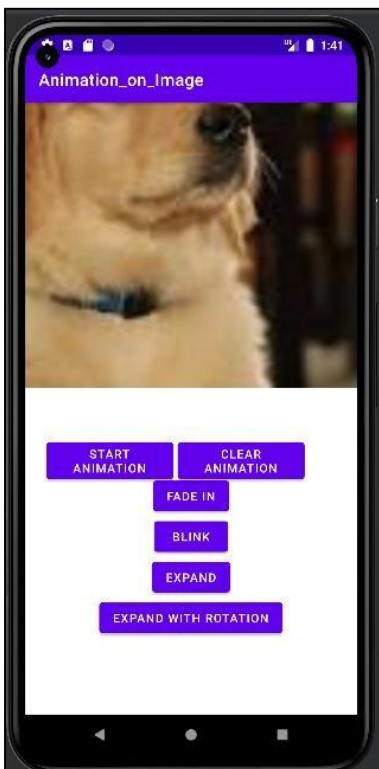 1:41
Animation_on_Image
START CLEAR
ANIMATION ANIMATION
FADE IN
BLINK
EXPAND
EXPAND WITH ROTATION